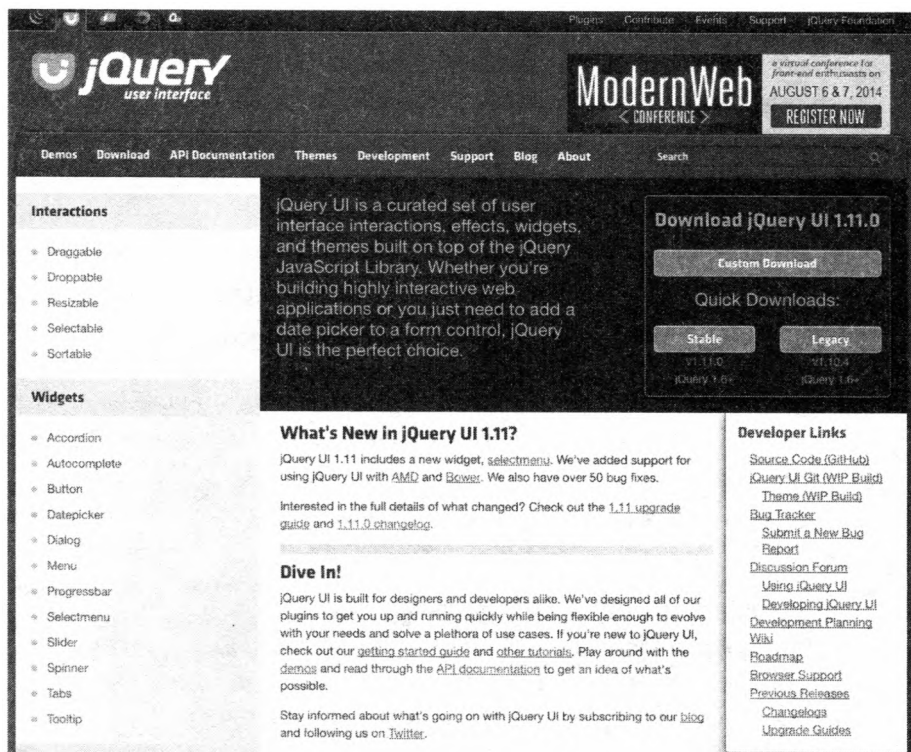 Plugins Contribute Events Support jQuery Foundation
jQuery
user interface
ModernWeb
< CONFERENCE >
a virtual conference for
front-end enthusiasts on
AUGUST 6 & 7, 2014
REGISTER NOW
Demos Download API Documentation Themes Development Support Blog About Search
Interactions
Draggable
Droppable
Resizable
Selectable
Sortable
Widgets
Accordion
Autocomplete
Button
Datepicker
Dialog
Menu
Progressbar
Selectmenu
Slider
Spinner
Tabs
Tooltip
jQuery UI is a curated set of user
interface interactions, effects, widgets,
and themes built on top of the jQuery
JavaScript Library. Whether you're
building highly interactive web
applications or you just need to add a
date picker to a form control, jQuery
UI is the perfect choice.
Download jQuery UI 1.11.0
Custom Download
Quick Downloads:
Stable Legacy
v1.11.0 v1.10.4
jQuery 1.6+ jQuery 1.6+
What's New in jQuery UI 1.11?
jQuery UI 1.11 includes a new widget, selectmenu. We've added support for
using jQuery UI with AMD and Bower. We also have over 50 bug fixes.
Interested in the full details of what changed? Check out the 1.11 upgrade
guide and 1.11.0 changelog.
Dive In!
jQuery UI is built for designers and developers alike. We've designed all of our
plugins to get you up and running quickly while being flexible enough to evolve
with your needs and solve a plethora of use cases. If you're new to jQuery UI,
check out our getting started guide and other tutorials. Play around with the
demos and read through the API documentation to get an idea of what's
possible.
Stay informed about what's going on with jQuery UI by subscribing to our blog
and following us on Twitter.
Developer Links
Source Code (GitHub)
jQuery UI Git (WIP Build)
Theme (WIP Build)
Bug Tracker
Submit a New Bug
Report
Discussion Forum
Using jQuery UI
Developing jQuery UI
Development Planning
Wiki
Roadmap
Browser Support
Previous Releases
Changelogs
Upgrade Guides